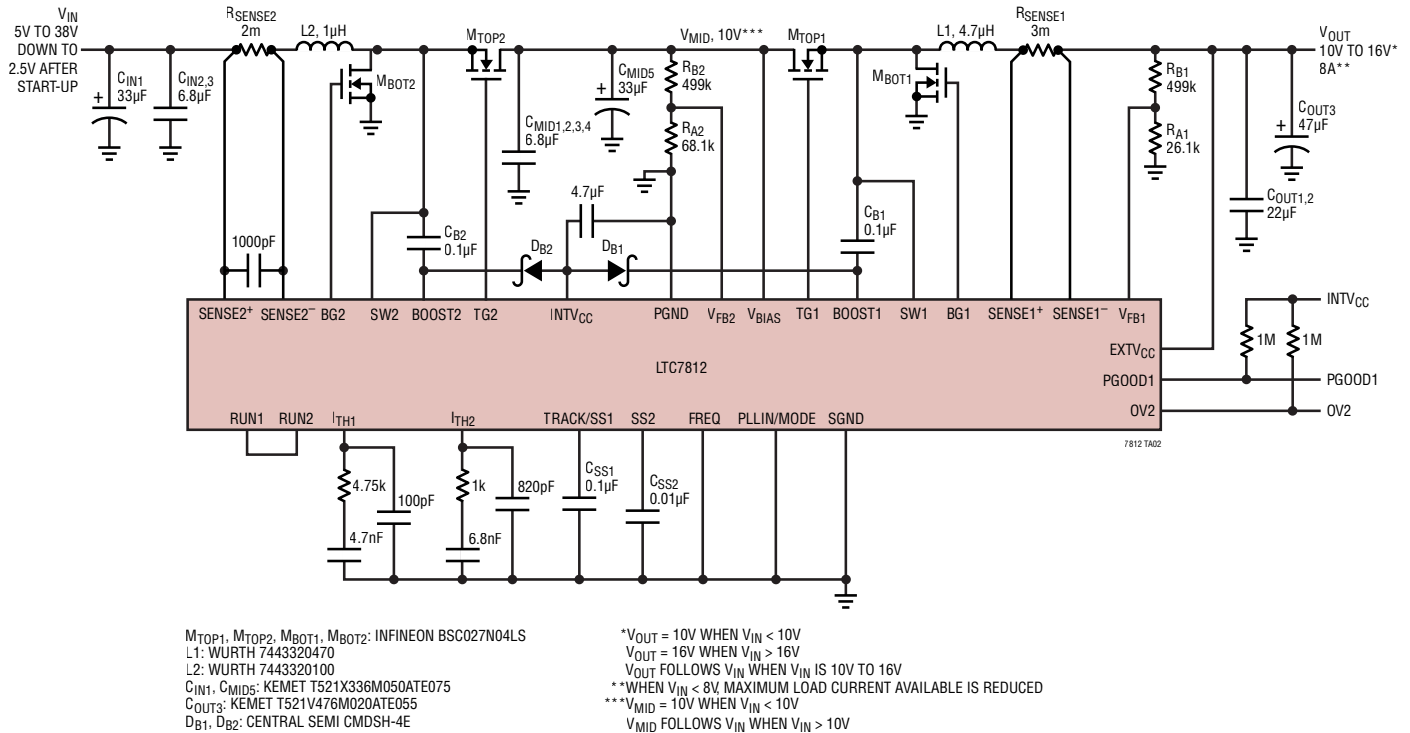 VIN
5V TO 38V
DOWN TO
2.5V AFTER
START-UP
RSENSE2
2m
L2, 1µH
MTOP2
VMID, 10V***
MTOP1
L1, 4.7µH
RSENSE1
3m
VOUT
10V TO 16V*
8A**
CIN1
33µF
CIN2,3
6.8µF
MBOT2
CMID5
33µF
RB2
499k
MBOT1
RB1
499k
COUT3
47µF
+
+
+
CMID1,2,3,4
6.8µF
RA2
68.1k
RA1
26.1k
COUT1,2
22µF
1000pF
CB2
0.1µF
4.7µF
DB2
DB1
CB1
0.1µF
SENSE2+
SENSE2–
BG2
SW2
BOOST2
TG2
INTVCC
PGND
VFB2
VBIAS
TG1
BOOST1
SW1
BG1
SENSE1+
SENSE1–
VFB1
INTVCC
1M
1M
EXTVCC
LTC7812
PGOOD1
PGOOD1
OV2
OV2
RUN1
RUN2
ITH1
ITH2
TRACK/SS1
SS2
FREQ
PLLIN/MODE
SGND
7812 TA02
4.75k
100pF
4.7nF
1k
820pF
6.8nF
CSS1
0.1µF
CSS2
0.01µF
MTOP1, MTOP2, MBOT1, MBOT2: INFINEON BSC027N04LS
L1: WURTH 7443320470
L2: WURTH 7443320100
CIN1, CMID5: KEMET T521X336M050ATE075
COUT3: KEMET T521V476M020ATE055
DB1, DB2: CENTRAL SEMI CMDSH-4E
*VOUT = 10V WHEN VIN < 10V
VOUT = 16V WHEN VIN > 16V
VOUT FOLLOWS VIN WHEN VIN IS 10V TO 16V
**WHEN VIN < 8V, MAXIMUM LOAD CURRENT AVAILABLE IS REDUCED
***VMID = 10V WHEN VIN < 10V
VMID FOLLOWS VIN WHEN VIN > 10V